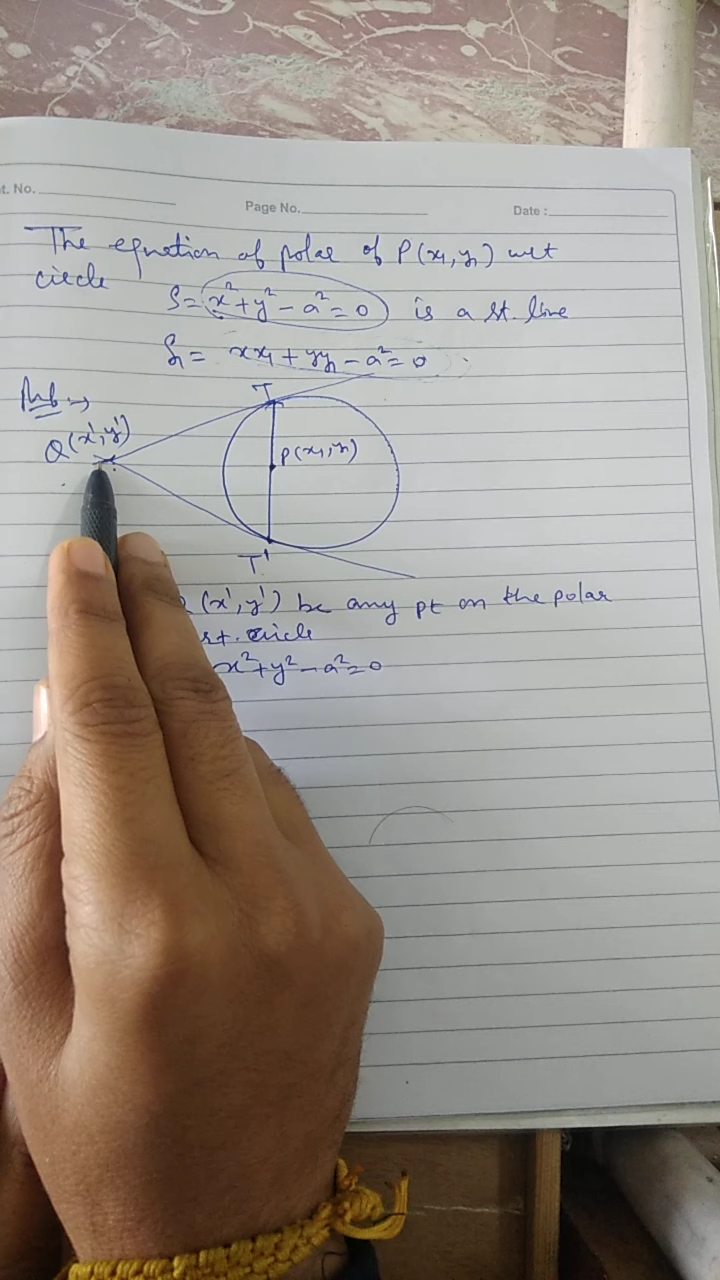 t. No.
Page No.
Date :
The equation of polar of P(x₁, y₁) wrt
circle
S = x² + y² - a² = 0 is a st. line
S₁ = xx₁ + yy₁ - a² = 0
Q(x', y')
T
P(x₁, y₁)
T'
(x', y') be any pt on the polar
st. circle
x² + y² - a² = 0